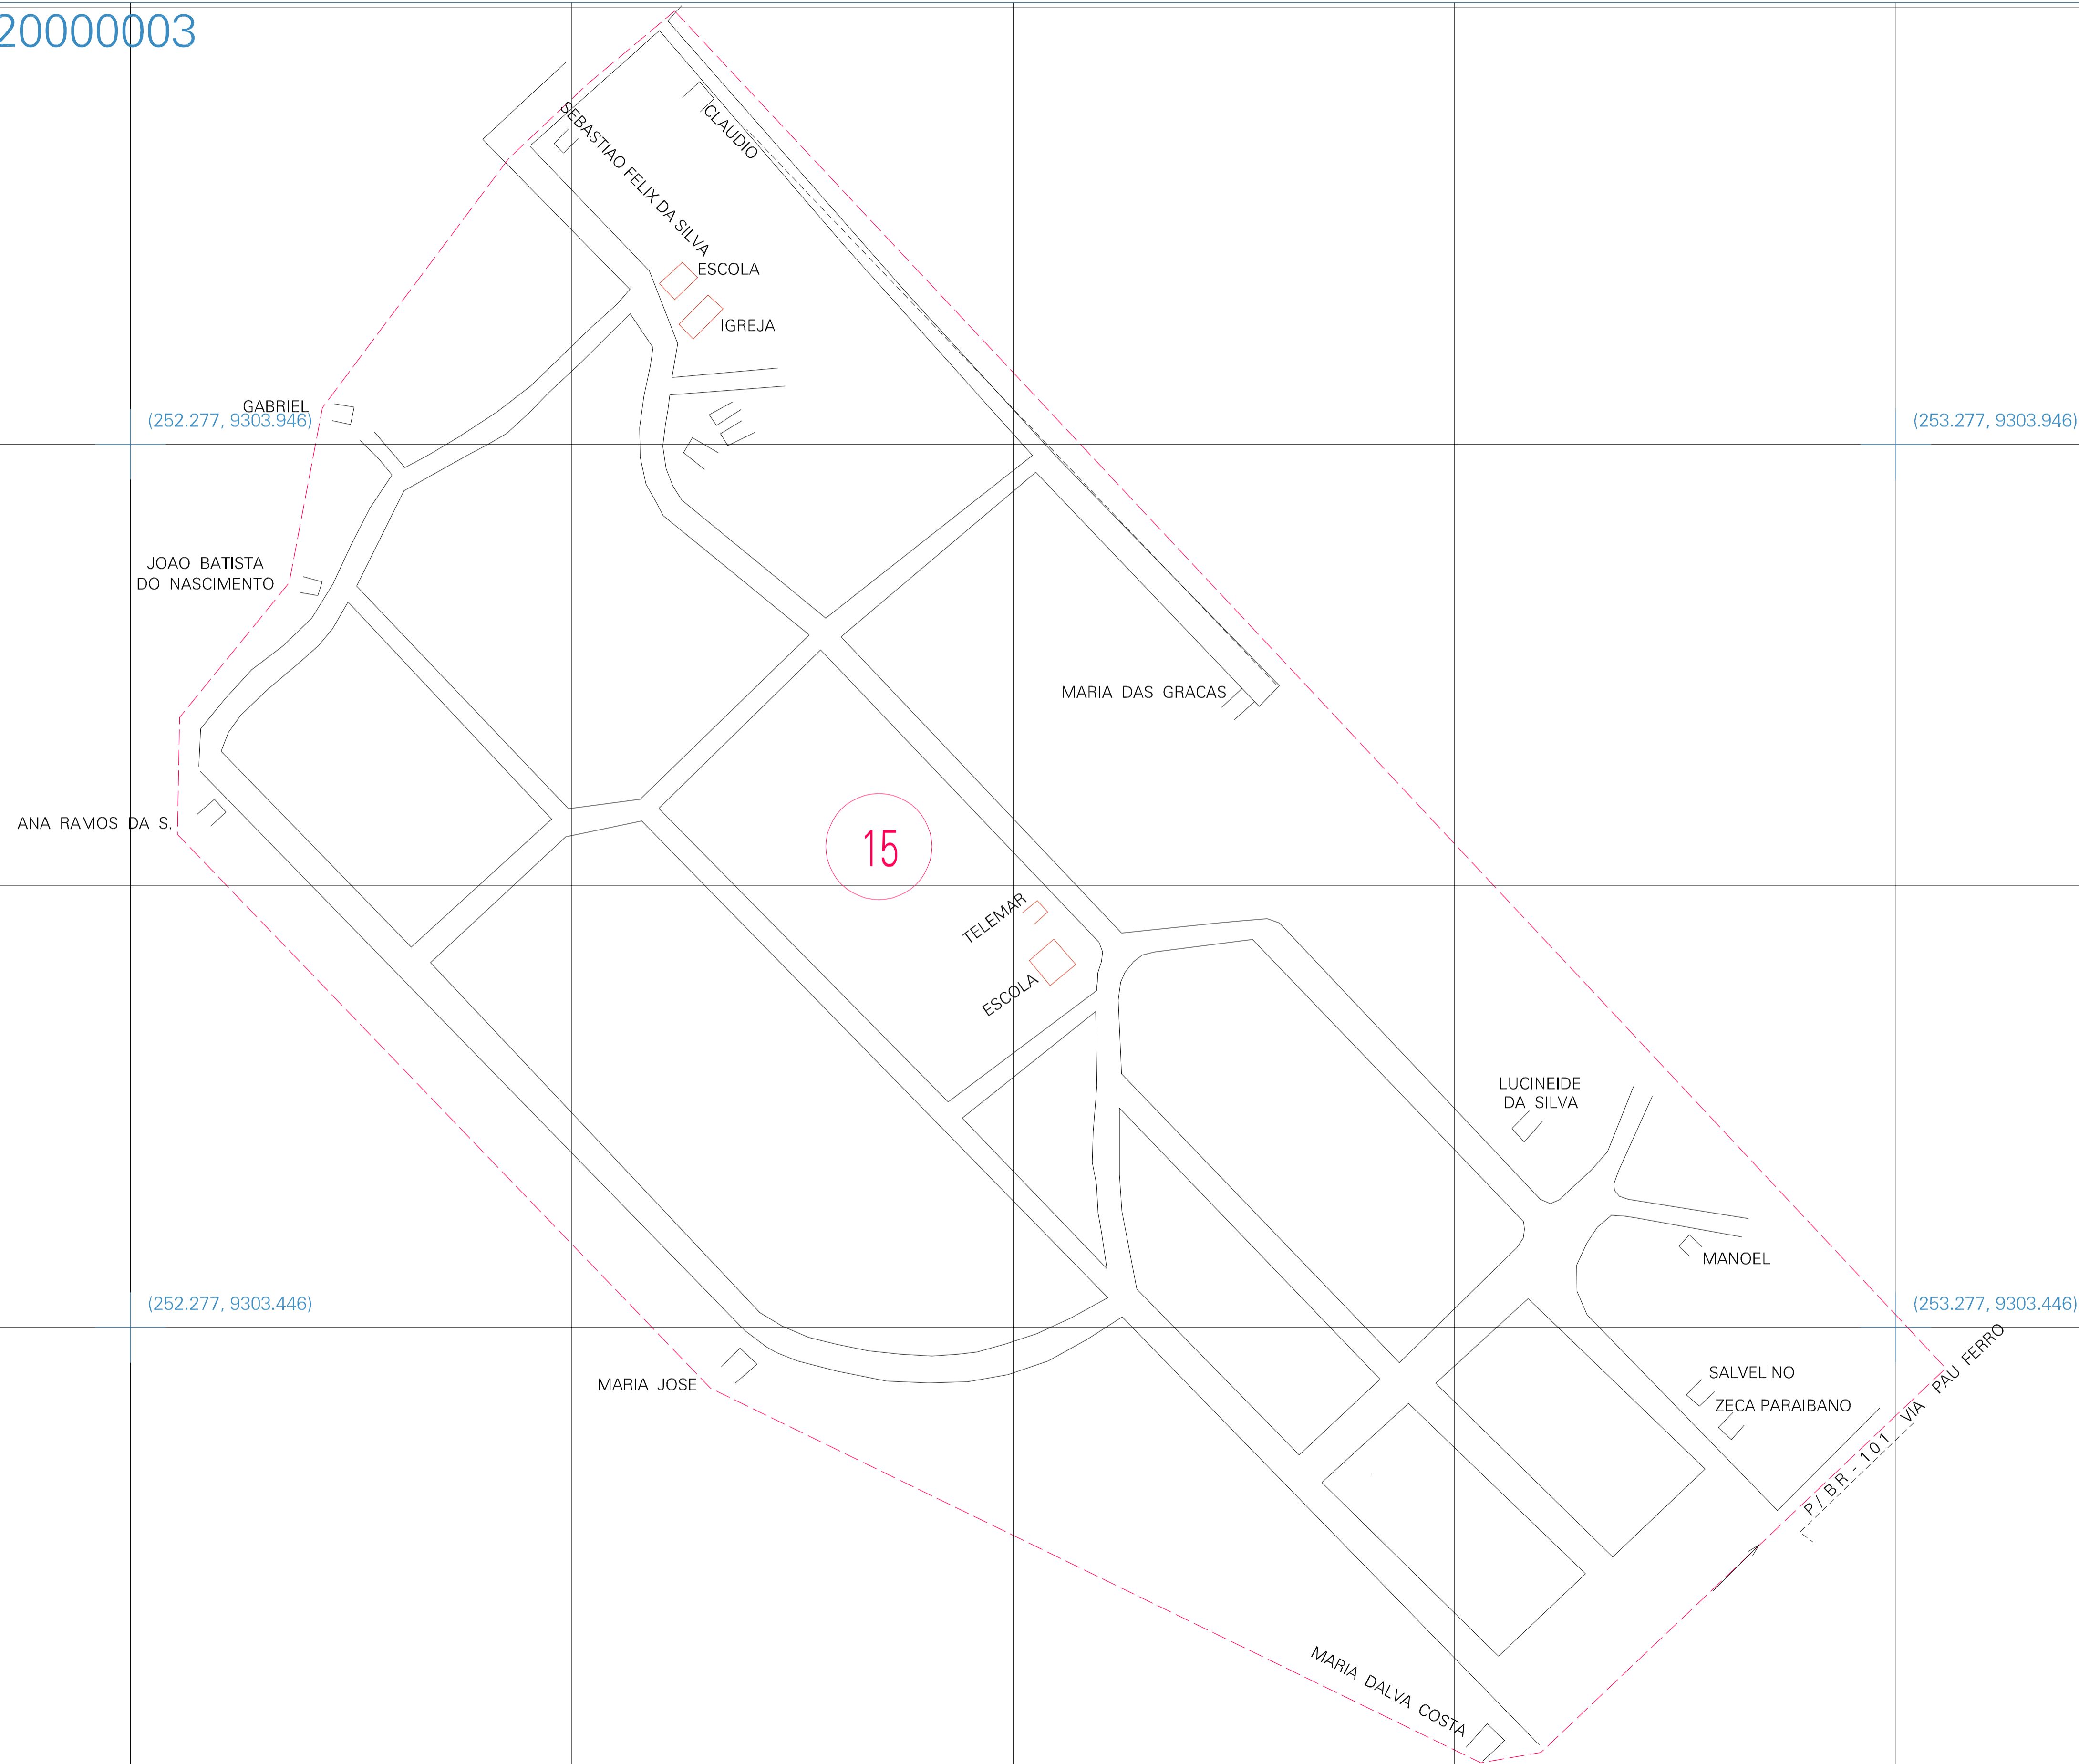 20000003
CLAUDIO
SEBASTIAO FELIX DA SILVA
ESCOLA
IGREJA
GABRIEL
(252.277, 9303.946)
(253.277, 9303.946)
JOAO BATISTA
DO NASCIMENTO
MARIA DAS GRACAS
ANA RAMOS DA S.
15
TELEMAR
ESCOLA
LUCINEIDE
DA SILVA
MANOEL
(252.277, 9303.446)
(253.277, 9303.446)
MARIA JOSE
SALVELINO
ZECA PARAIBANO
P/ BR - 101 VIA PAU FERRO
MARIA DALVA COSTA